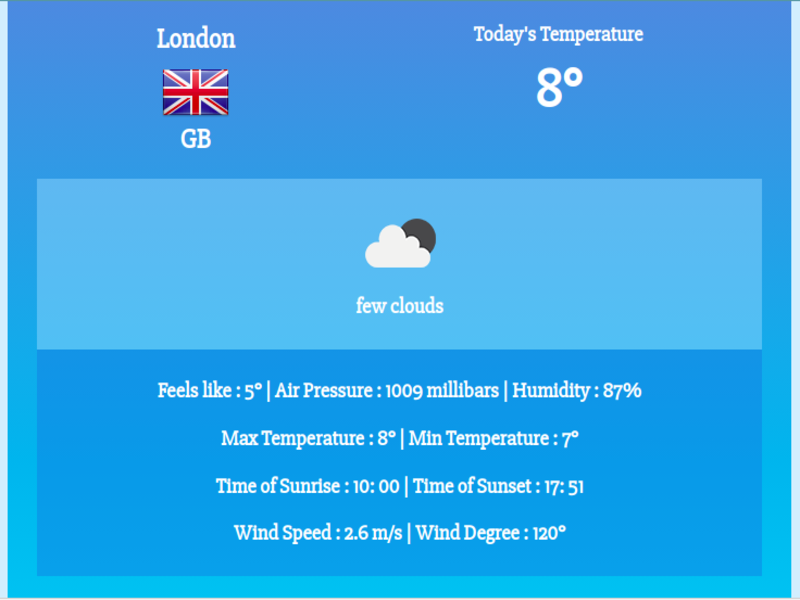 London
GB
Today's Temperature
8°
few clouds
Feels like : 5° | Air Pressure : 1009 millibars | Humidity : 87%
Max Temperature : 8° | Min Temperature : 7°
Time of Sunrise : 10: 00 | Time of Sunset : 17: 51
Wind Speed : 2.6 m/s | Wind Degree : 120°